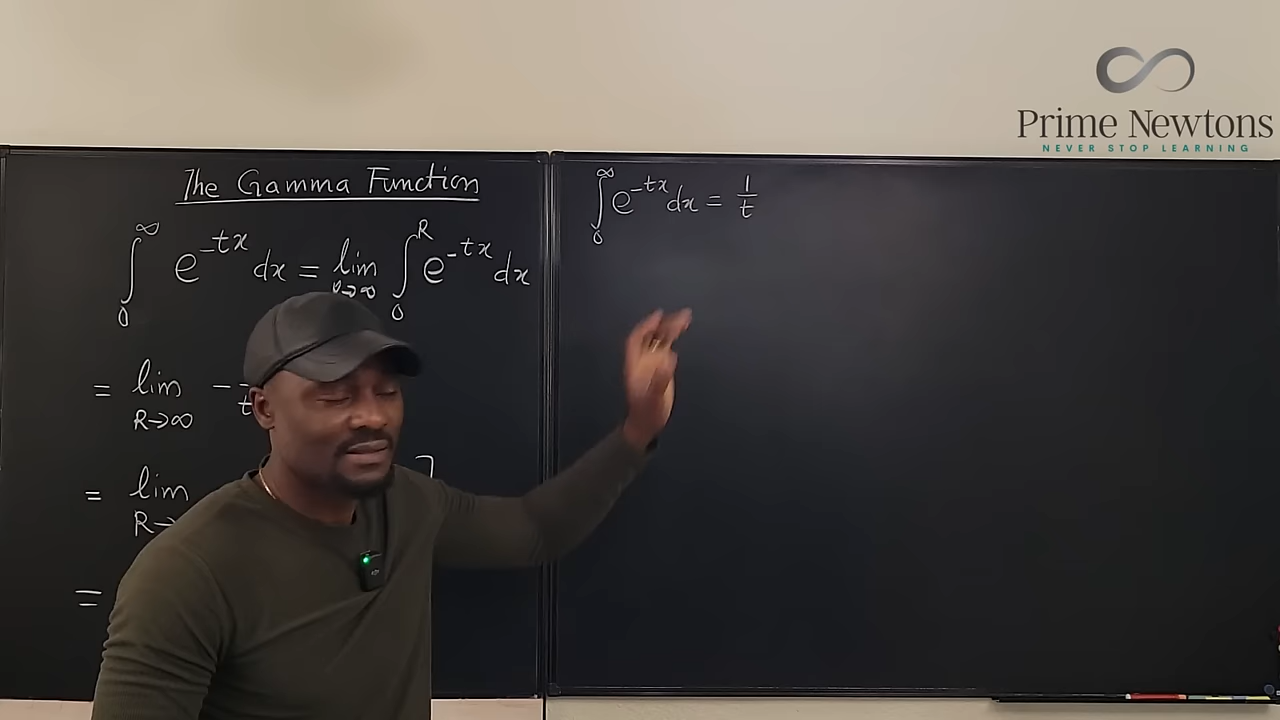 Prime Newtons
NEVER STOP LEARNING
The Gamma Function
∫₀^∞ e^{-tx} dx = lim_{R→∞} ∫₀^R e^{-tx} dx
= lim_{R→∞} -
= lim
R→
=
∫₀^∞ e^{-tx} dx = 1/t